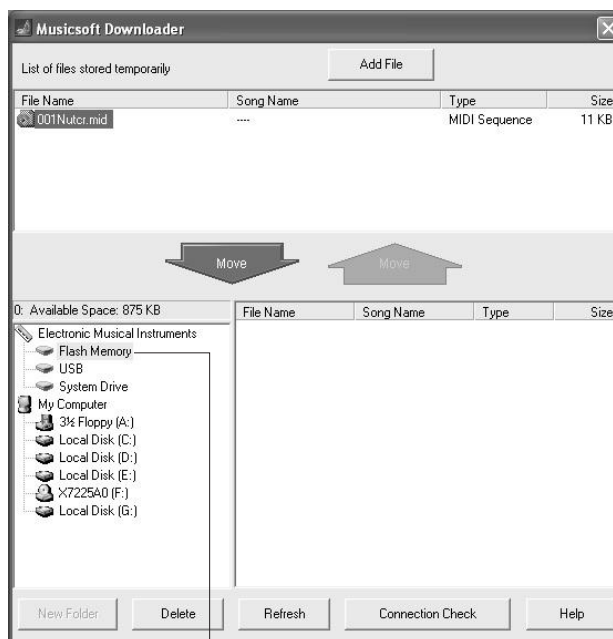 Musicsoft Downloader
List of files stored temporarily
Add File
File Name Song Name Type Size
001Nutcr.mid ---- MIDI Sequence 11 KB
Move Move
0: Available Space: 875 KB
File Name Song Name Type Size
Electronic Musical Instruments
Flash Memory
USB
System Drive
My Computer
3½ Floppy (A:)
Local Disk (C:)
Local Disk (D:)
Local Disk (E:)
X7225A0 (F:)
Local Disk (G:)
New Folder Delete Refresh Connection Check Help